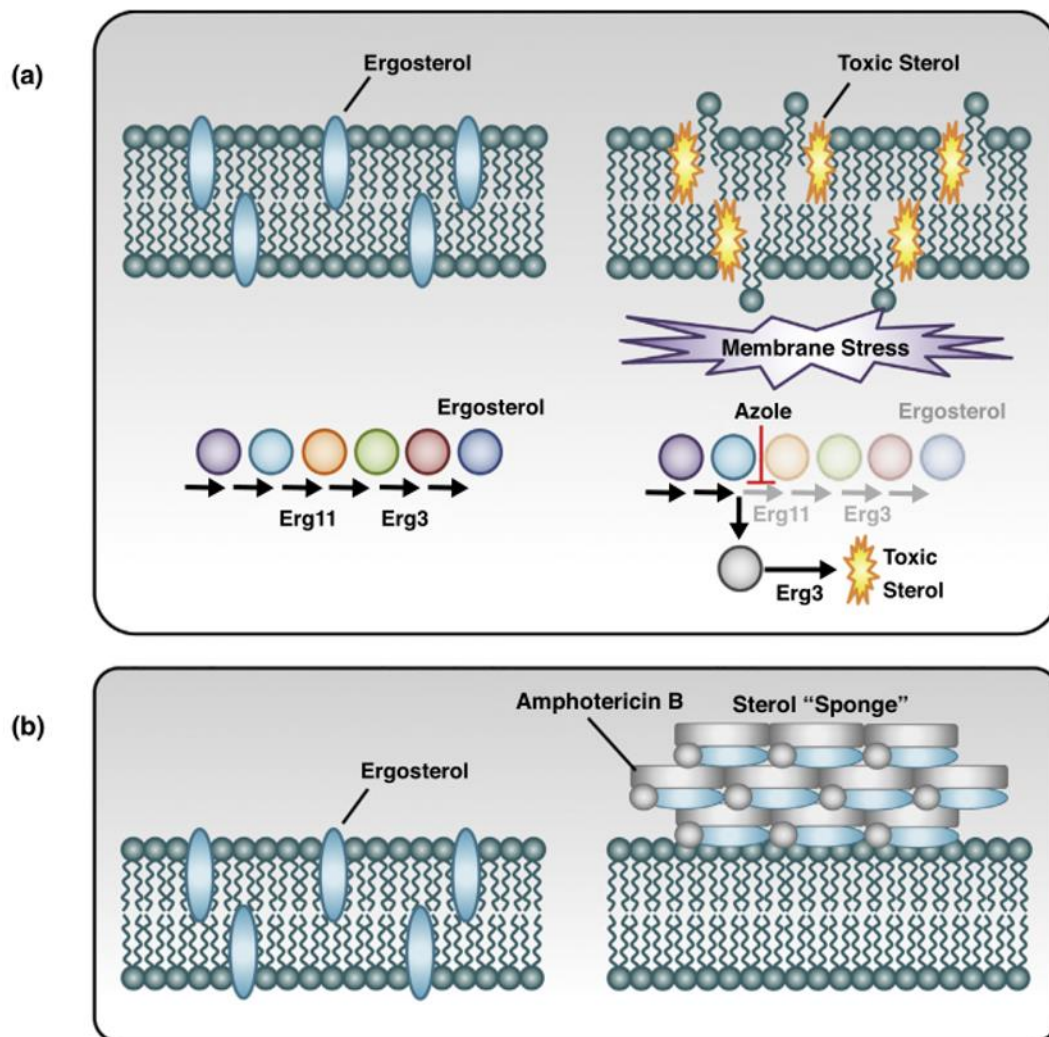 (a)
Ergosterol
Toxic Sterol
Membrane Stress
Ergosterol
Erg11
Erg3
Azole
Ergosterol
Erg11
Erg3
Erg3
Toxic
Sterol
(b)
Ergosterol
Amphotericin B
Sterol “Sponge”